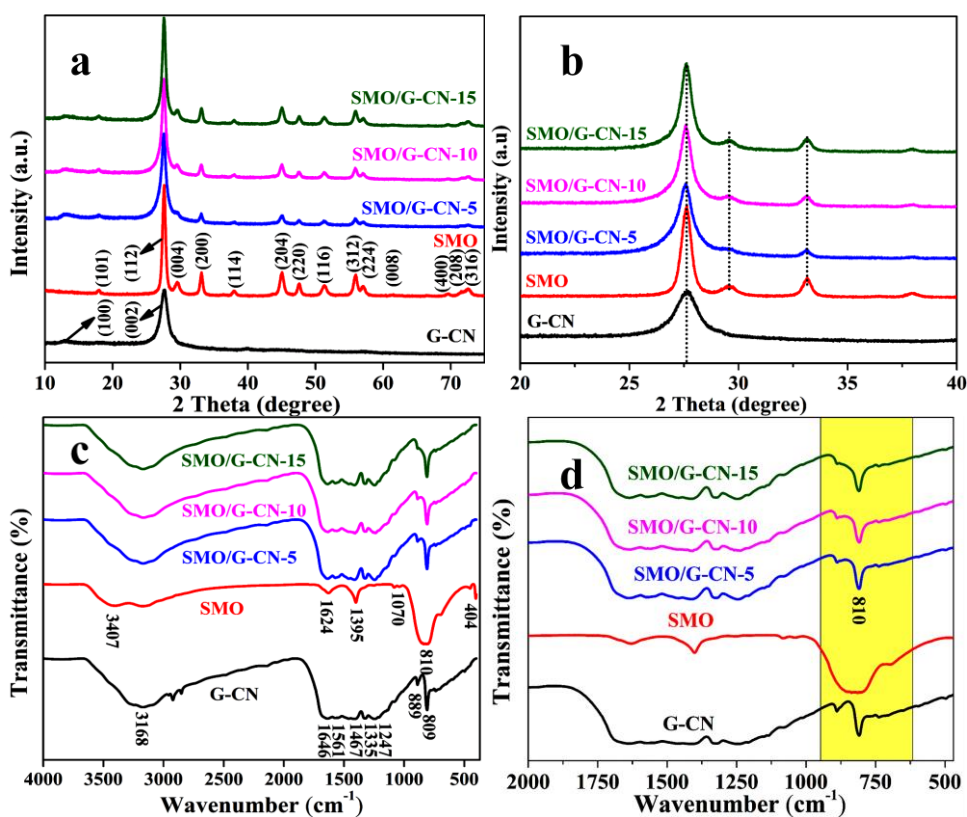 a
SMO/G-CN-15
SMO/G-CN-10
SMO/G-CN-5
SMO
G-CN
(101)
(112)
(004)
(200)
(114)
(204)
(220)
(116)
(312)
(224)
(008)
(400)
(208)
(316)
(100)
(002)
Intensity (a.u.)
10 20 30 40 50 60 70
2 Theta (degree)
b
SMO/G-CN-15
SMO/G-CN-10
SMO/G-CN-5
SMO
G-CN
Intensity (a.u)
20 25 30 35 40
2 Theta (degree)
c
SMO/G-CN-15
SMO/G-CN-10
SMO/G-CN-5
SMO
G-CN
3407
1624
1395
1070
810
404
3168
1646
1561
1467
1335
1247
889
809
Transmittance (%)
4000 3000 2000 1500 1000 500
Wavenumber (cm⁻¹)
d
SMO/G-CN-15
SMO/G-CN-10
SMO/G-CN-5
810
SMO
G-CN
Transmittance (%)
2000 1750 1500 1250 1000 750 500
Wavenumber (cm⁻¹)